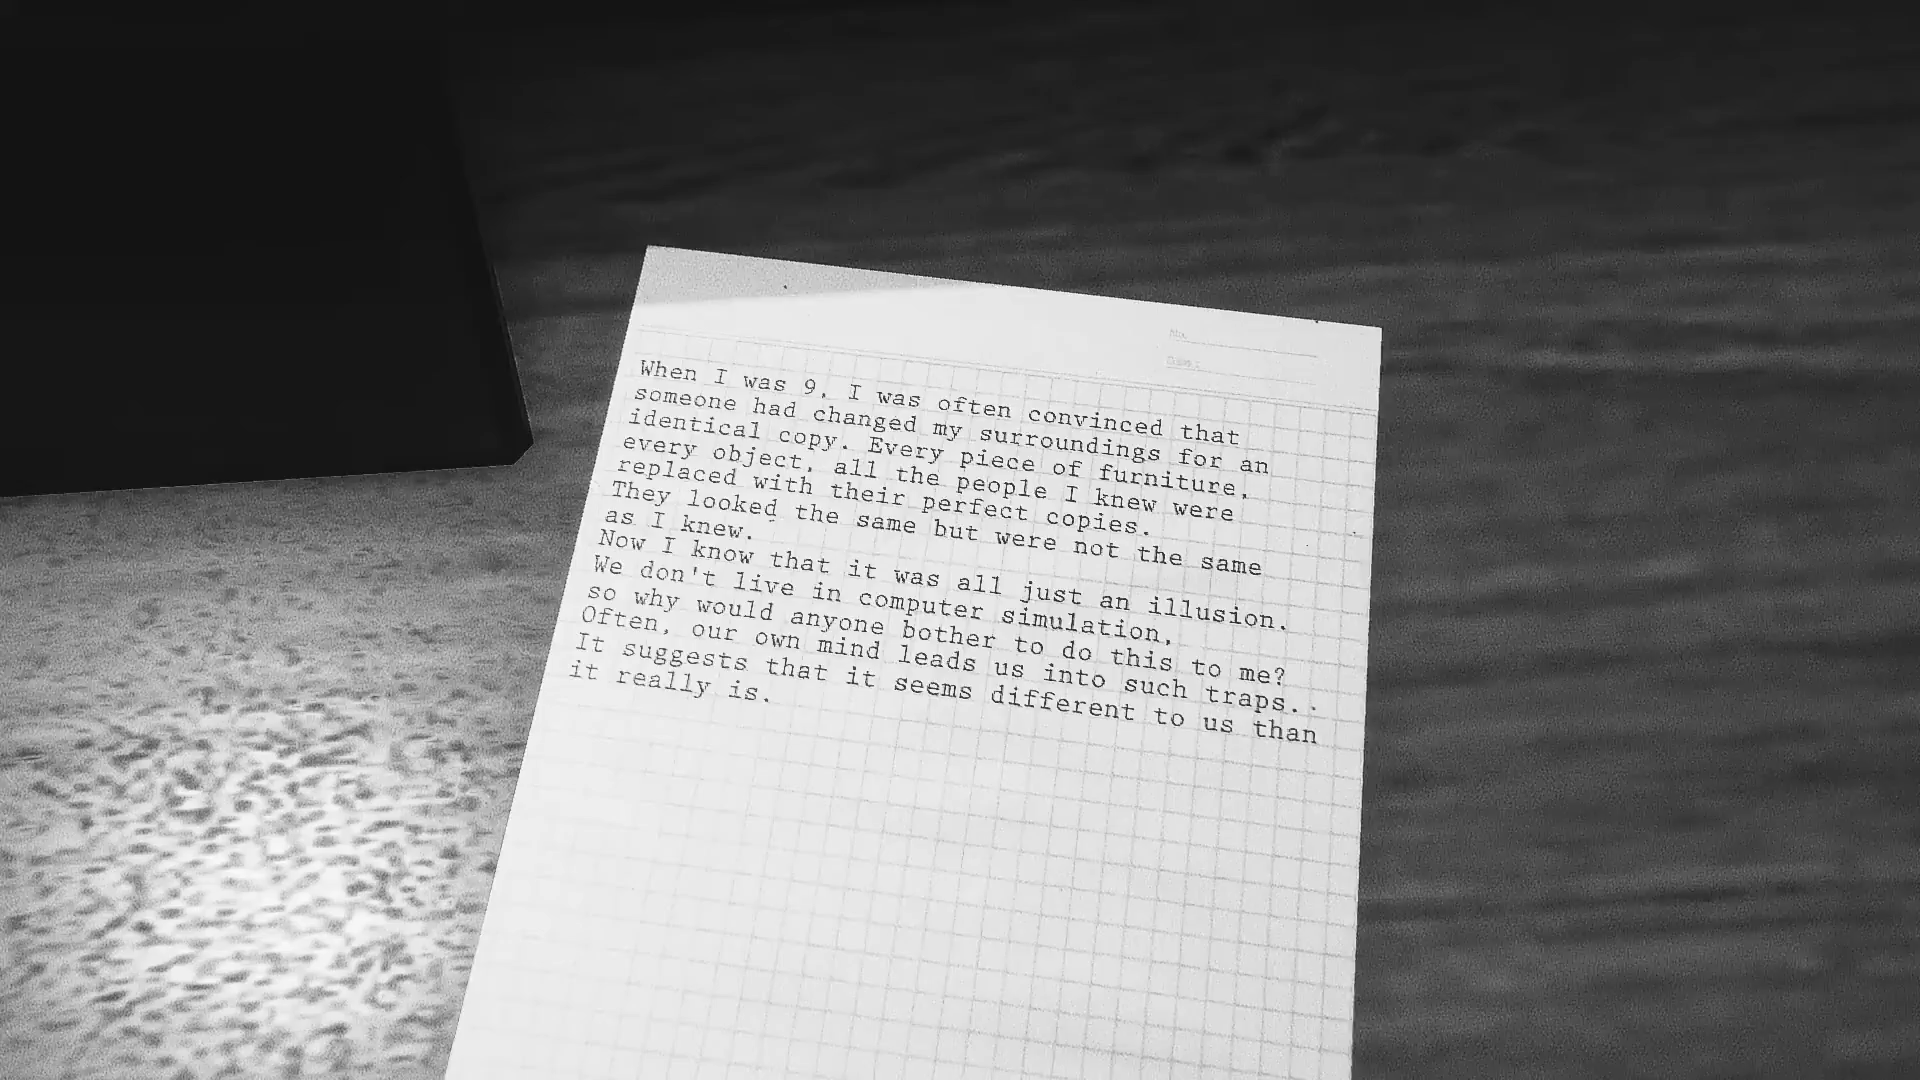 No.
Date.
When I was 9, I was often convinced that
someone had changed my surroundings for an
identical copy. Every piece of furniture,
every object, all the people I knew were
replaced with their perfect copies.
They looked the same but were not the same
as I knew.
Now I know that it was all just an illusion.
We don't live in computer simulation,
so why would anyone bother to do this to me?
Often, our own mind leads us into such traps..
It suggests that it seems different to us than
it really is.